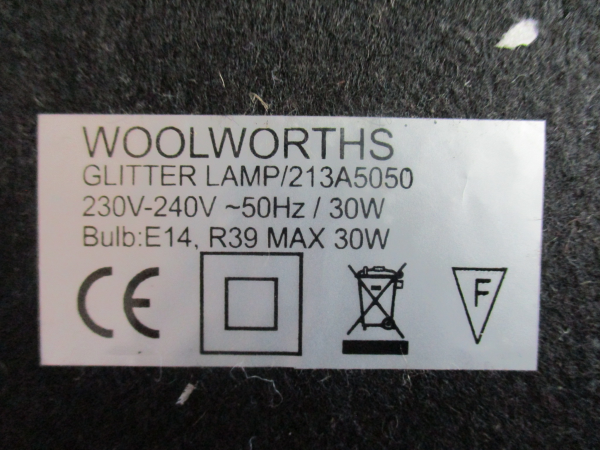 WOOLWORTHS
GLITTER LAMP/213A5050
230V-240V ~50Hz / 30W
Bulb:E14, R39 MAX 30W
CE F